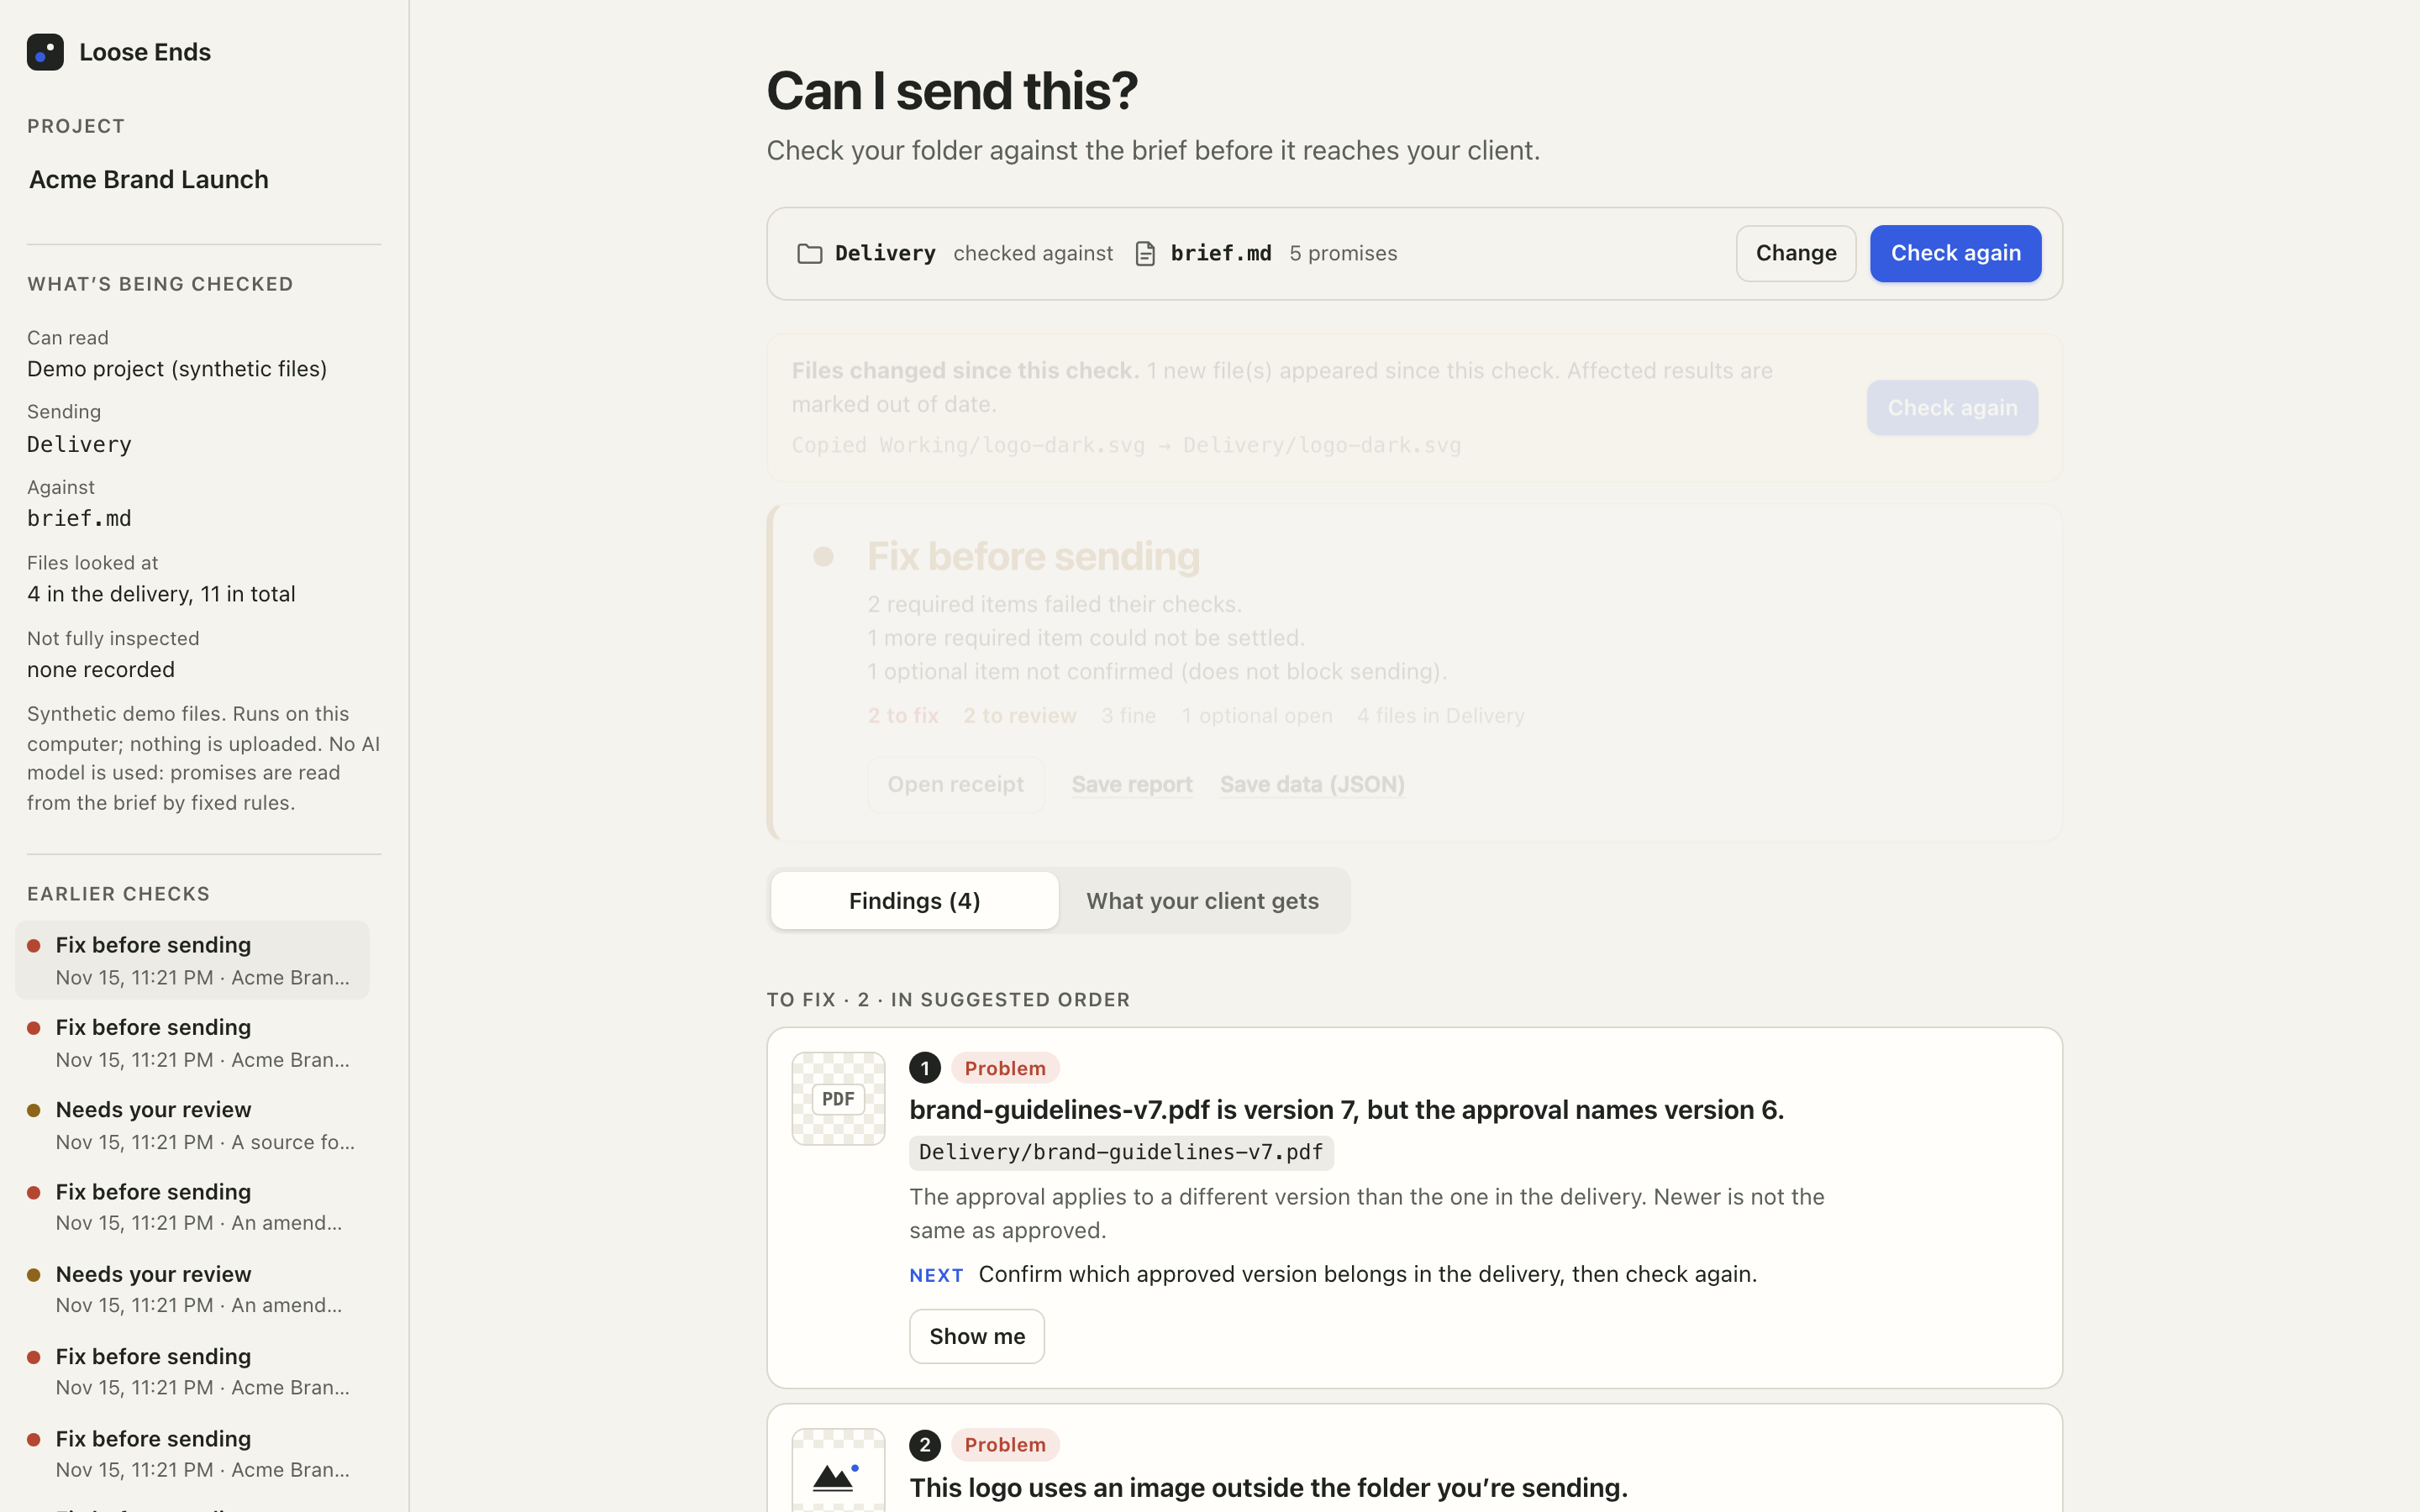 Loose Ends
PROJECT
Acme Brand Launch
WHAT’S BEING CHECKED
Can read
Demo project (synthetic files)
Sending
Delivery
Against
brief.md
Files looked at
4 in the delivery, 11 in total
Not fully inspected
none recorded
Synthetic demo files. Runs on this
computer; nothing is uploaded. No AI
model is used: promises are read
from the brief by fixed rules.
EARLIER CHECKS
Fix before sending
Nov 15, 11:21 PM · Acme Bran...
Fix before sending
Nov 15, 11:21 PM · Acme Bran...
Needs your review
Nov 15, 11:21 PM · A source fo...
Fix before sending
Nov 15, 11:21 PM · An amend...
Needs your review
Nov 15, 11:21 PM · An amend...
Fix before sending
Nov 15, 11:21 PM · Acme Bran...
Fix before sending
Nov 15, 11:21 PM · Acme Bran...
Can I send this?
Check your folder against the brief before it reaches your client.
Delivery checked against brief.md 5 promises Change Check again
Files changed since this check. 1 new file(s) appeared since this check. Affected results are
marked out of date.
Copied Working/logo-dark.svg → Delivery/logo-dark.svg
Check again
Fix before sending
2 required items failed their checks.
1 more required item could not be settled.
1 optional item not confirmed (does not block sending).
2 to fix 2 to review 3 fine 1 optional open 4 files in Delivery
Open receipt Save report Save data (JSON)
Findings (4) What your client gets
TO FIX · 2 · IN SUGGESTED ORDER
PDF
1 Problem
brand-guidelines-v7.pdf is version 7, but the approval names version 6.
Delivery/brand-guidelines-v7.pdf
The approval applies to a different version than the one in the delivery. Newer is not the
same as approved.
NEXT Confirm which approved version belongs in the delivery, then check again.
Show me
2 Problem
This logo uses an image outside the folder you’re sending.